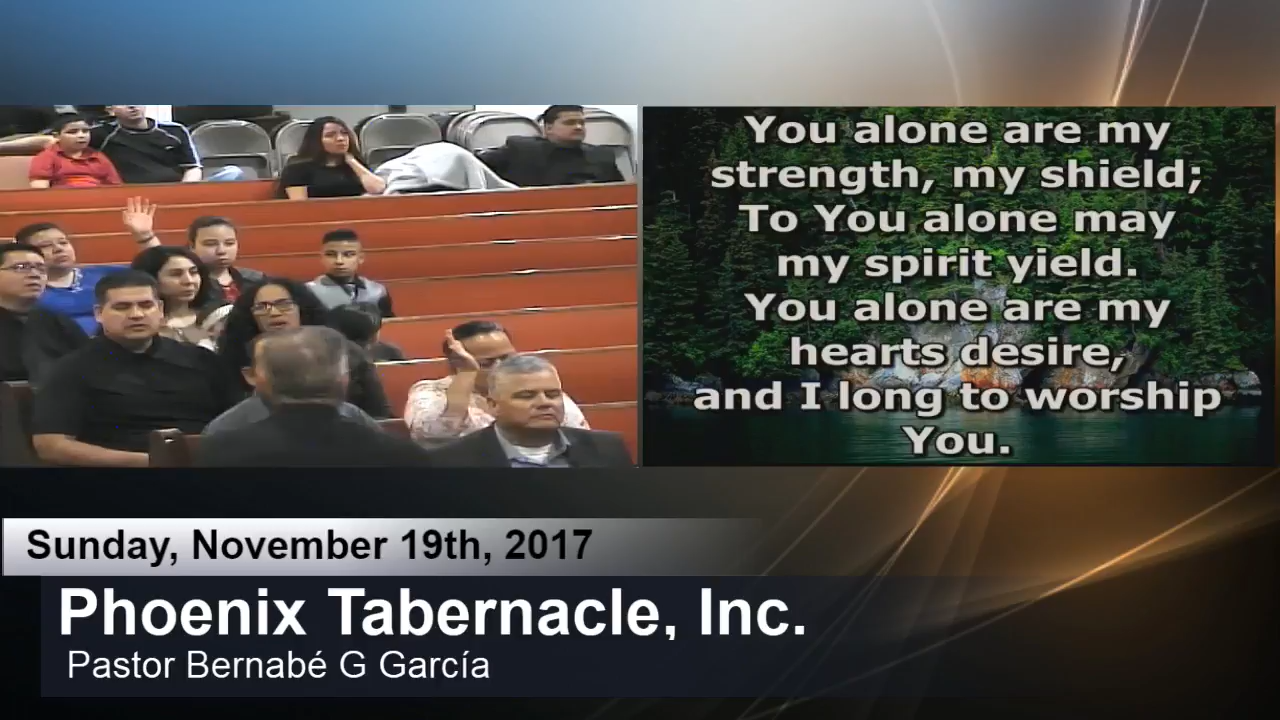 You alone are my
strength, my shield;
To You alone may
my spirit yield.
You alone are my
hearts desire,
and I long to worship
You.
Sunday, November 19th, 2017
Phoenix Tabernacle, Inc.
Pastor Bernabé G García